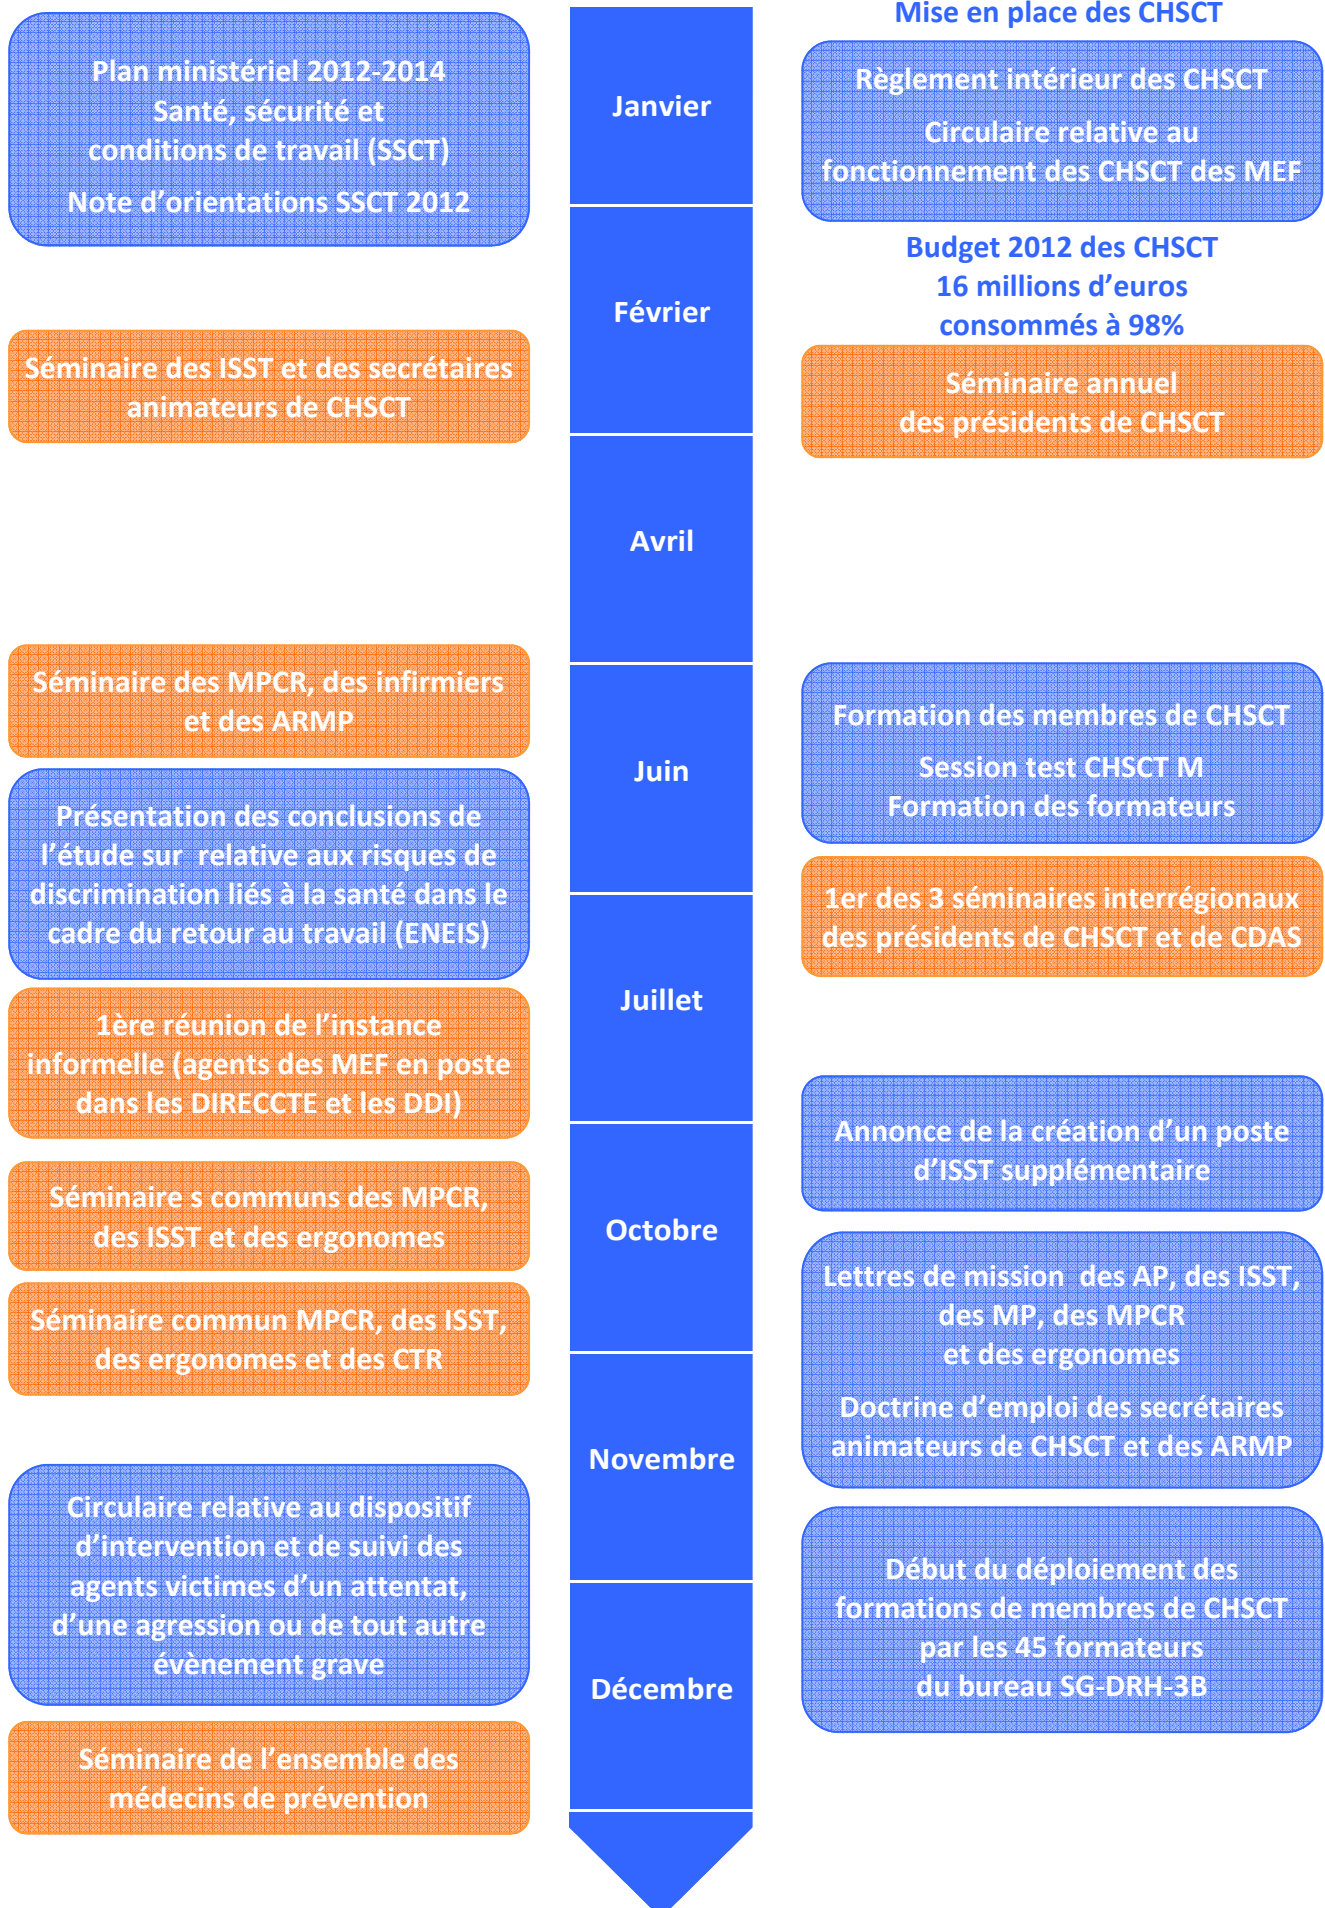 Mise en place des CHSCT
Plan ministériel 2012-2014
Santé, sécurité et
conditions de travail (SSCT)
Note d’orientations SSCT 2012
Janvier
Règlement intérieur des CHSCT
Circulaire relative au
fonctionnement des CHSCT des MEF
Budget 2012 des CHSCT
16 millions d’euros
consommés à 98%
Février
Séminaire des ISST et des secrétaires
animateurs de CHSCT
Séminaire annuel
des présidents de CHSCT
Avril
Séminaire des MPCR, des infirmiers
et des ARMP
Juin
Formation des membres de CHSCT
Session test CHSCT M
Formation des formateurs
Présentation des conclusions de
l’étude sur  relative aux risques de
discrimination liés à la santé dans le
cadre du retour au travail (ENEIS)
1er des 3 séminaires interrégionaux
des présidents de CHSCT et de CDAS
Juillet
1ère réunion de l’instance
informelle (agents des MEF en poste
dans les DIRECCTE et les DDI)
Annonce de la création d’un poste
d’ISST supplémentaire
Séminaire s communs des MPCR,
des ISST et des ergonomes
Octobre
Séminaire commun MPCR, des ISST,
des ergonomes et des CTR
Lettres de mission  des AP, des ISST,
des MP, des MPCR
et des ergonomes
Doctrine d’emploi des secrétaires
animateurs de CHSCT et des ARMP
Novembre
Circulaire relative au dispositif
d’intervention et de suivi des
agents victimes d’un attentat,
d’une agression ou de tout autre
évènement grave
Début du déploiement des
formations de membres de CHSCT
par les 45 formateurs
du bureau SG-DRH-3B
Décembre
Séminaire de l’ensemble des
médecins de prévention